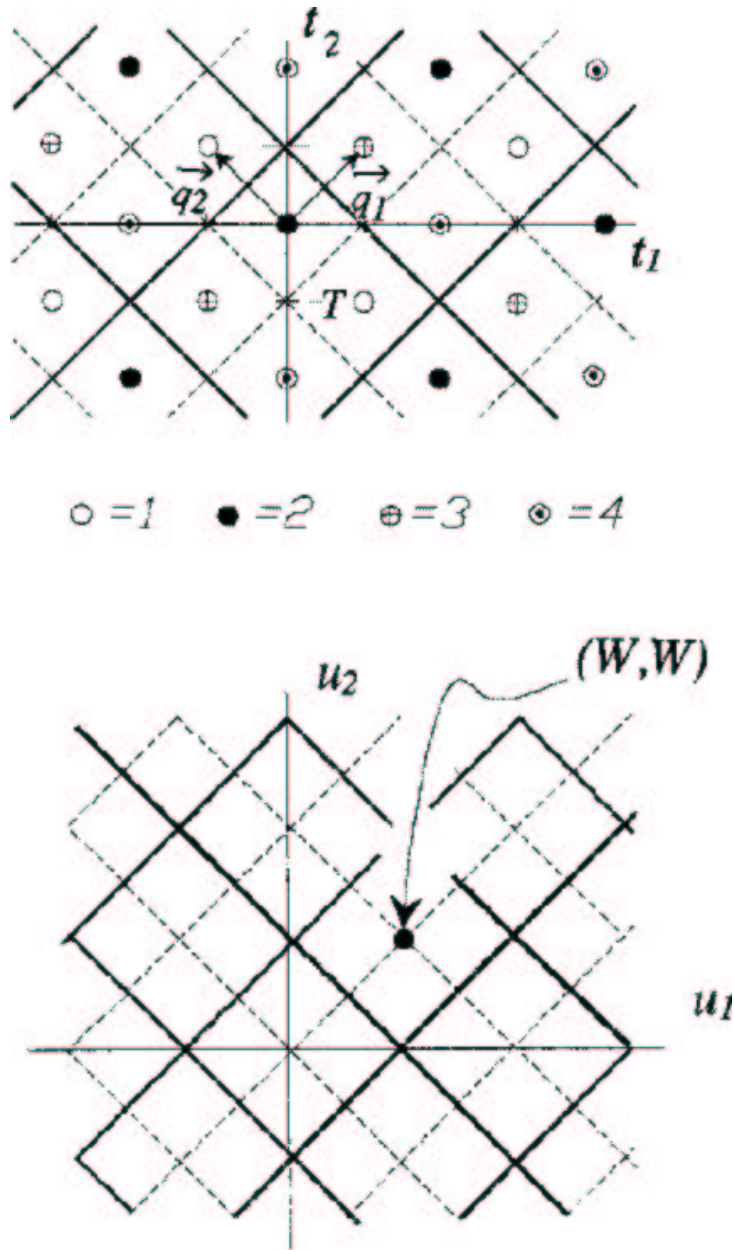 t₂
q₂ q₁
t₁
T
○ =1 ● =2 ⊕ =3 ⊙ =4
(W,W)
u₂
u₁